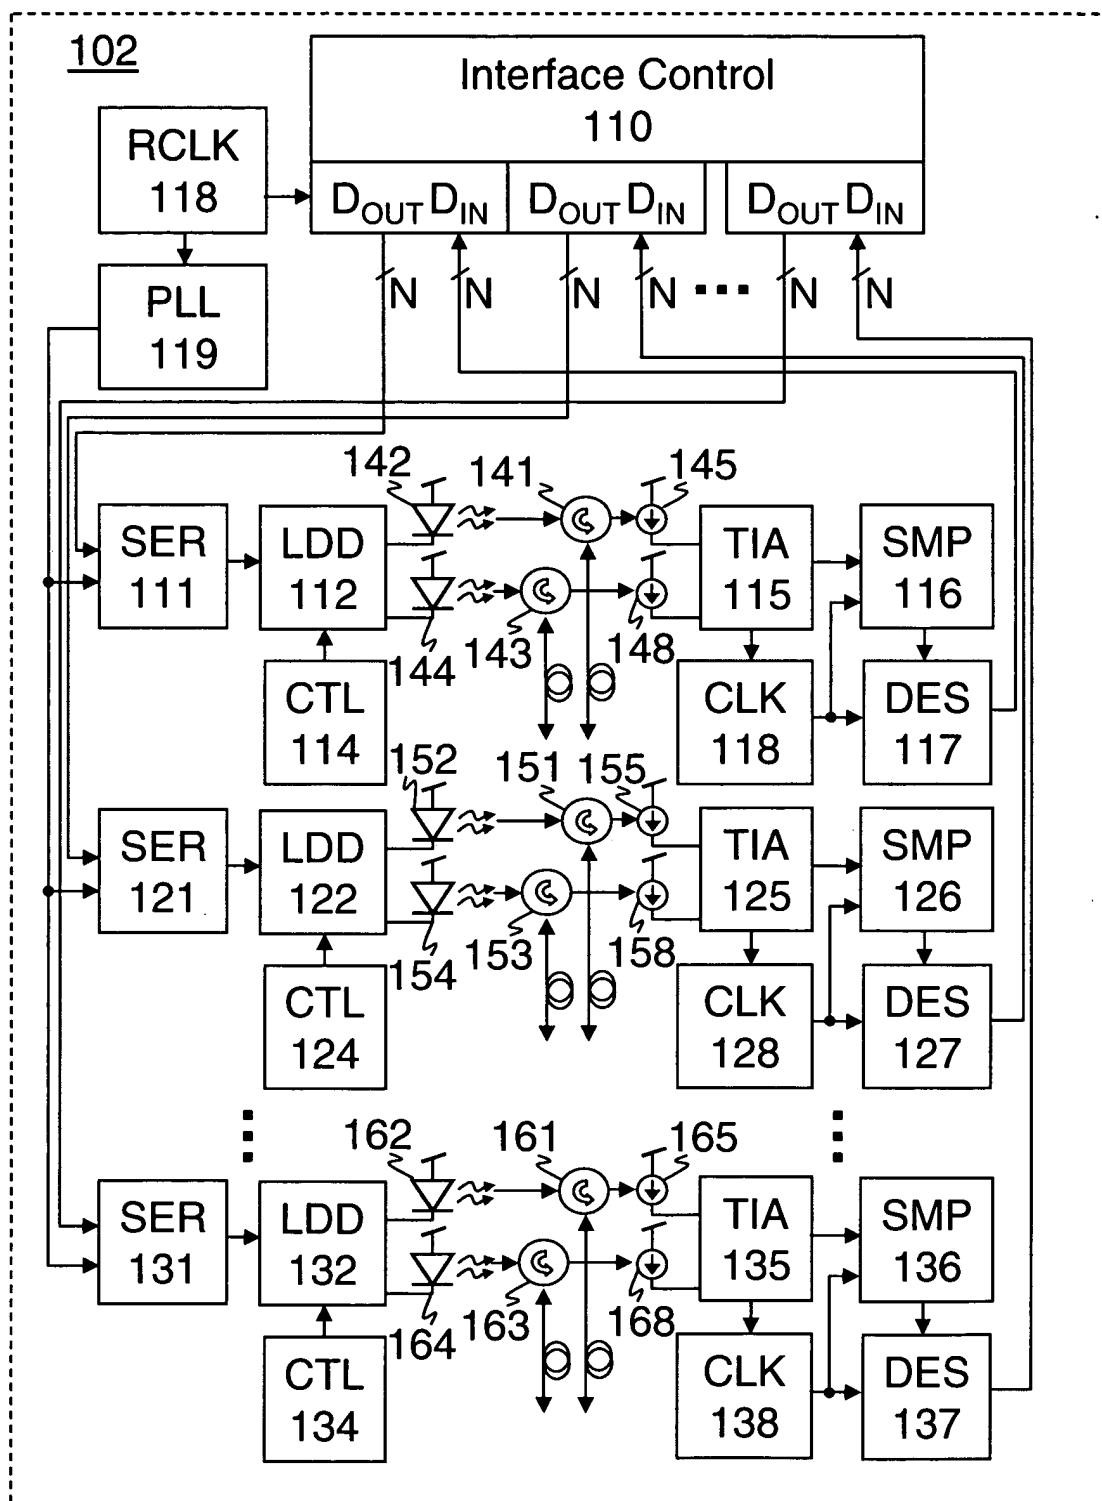 102
Interface Control
110
RCLK
118
DOUT DIN
DOUT DIN
DOUT DIN
PLL
119
N
N
N
N
N
N
142
141
145
SER
111
LDD
112
TIA
115
SMP
116
144
143
148
CTL
114
CLK
118
DES
117
152
151
155
SER
121
LDD
122
TIA
125
SMP
126
154
153
158
CTL
124
CLK
128
DES
127
162
161
165
SER
131
LDD
132
TIA
135
SMP
136
164
163
168
CTL
134
CLK
138
DES
137